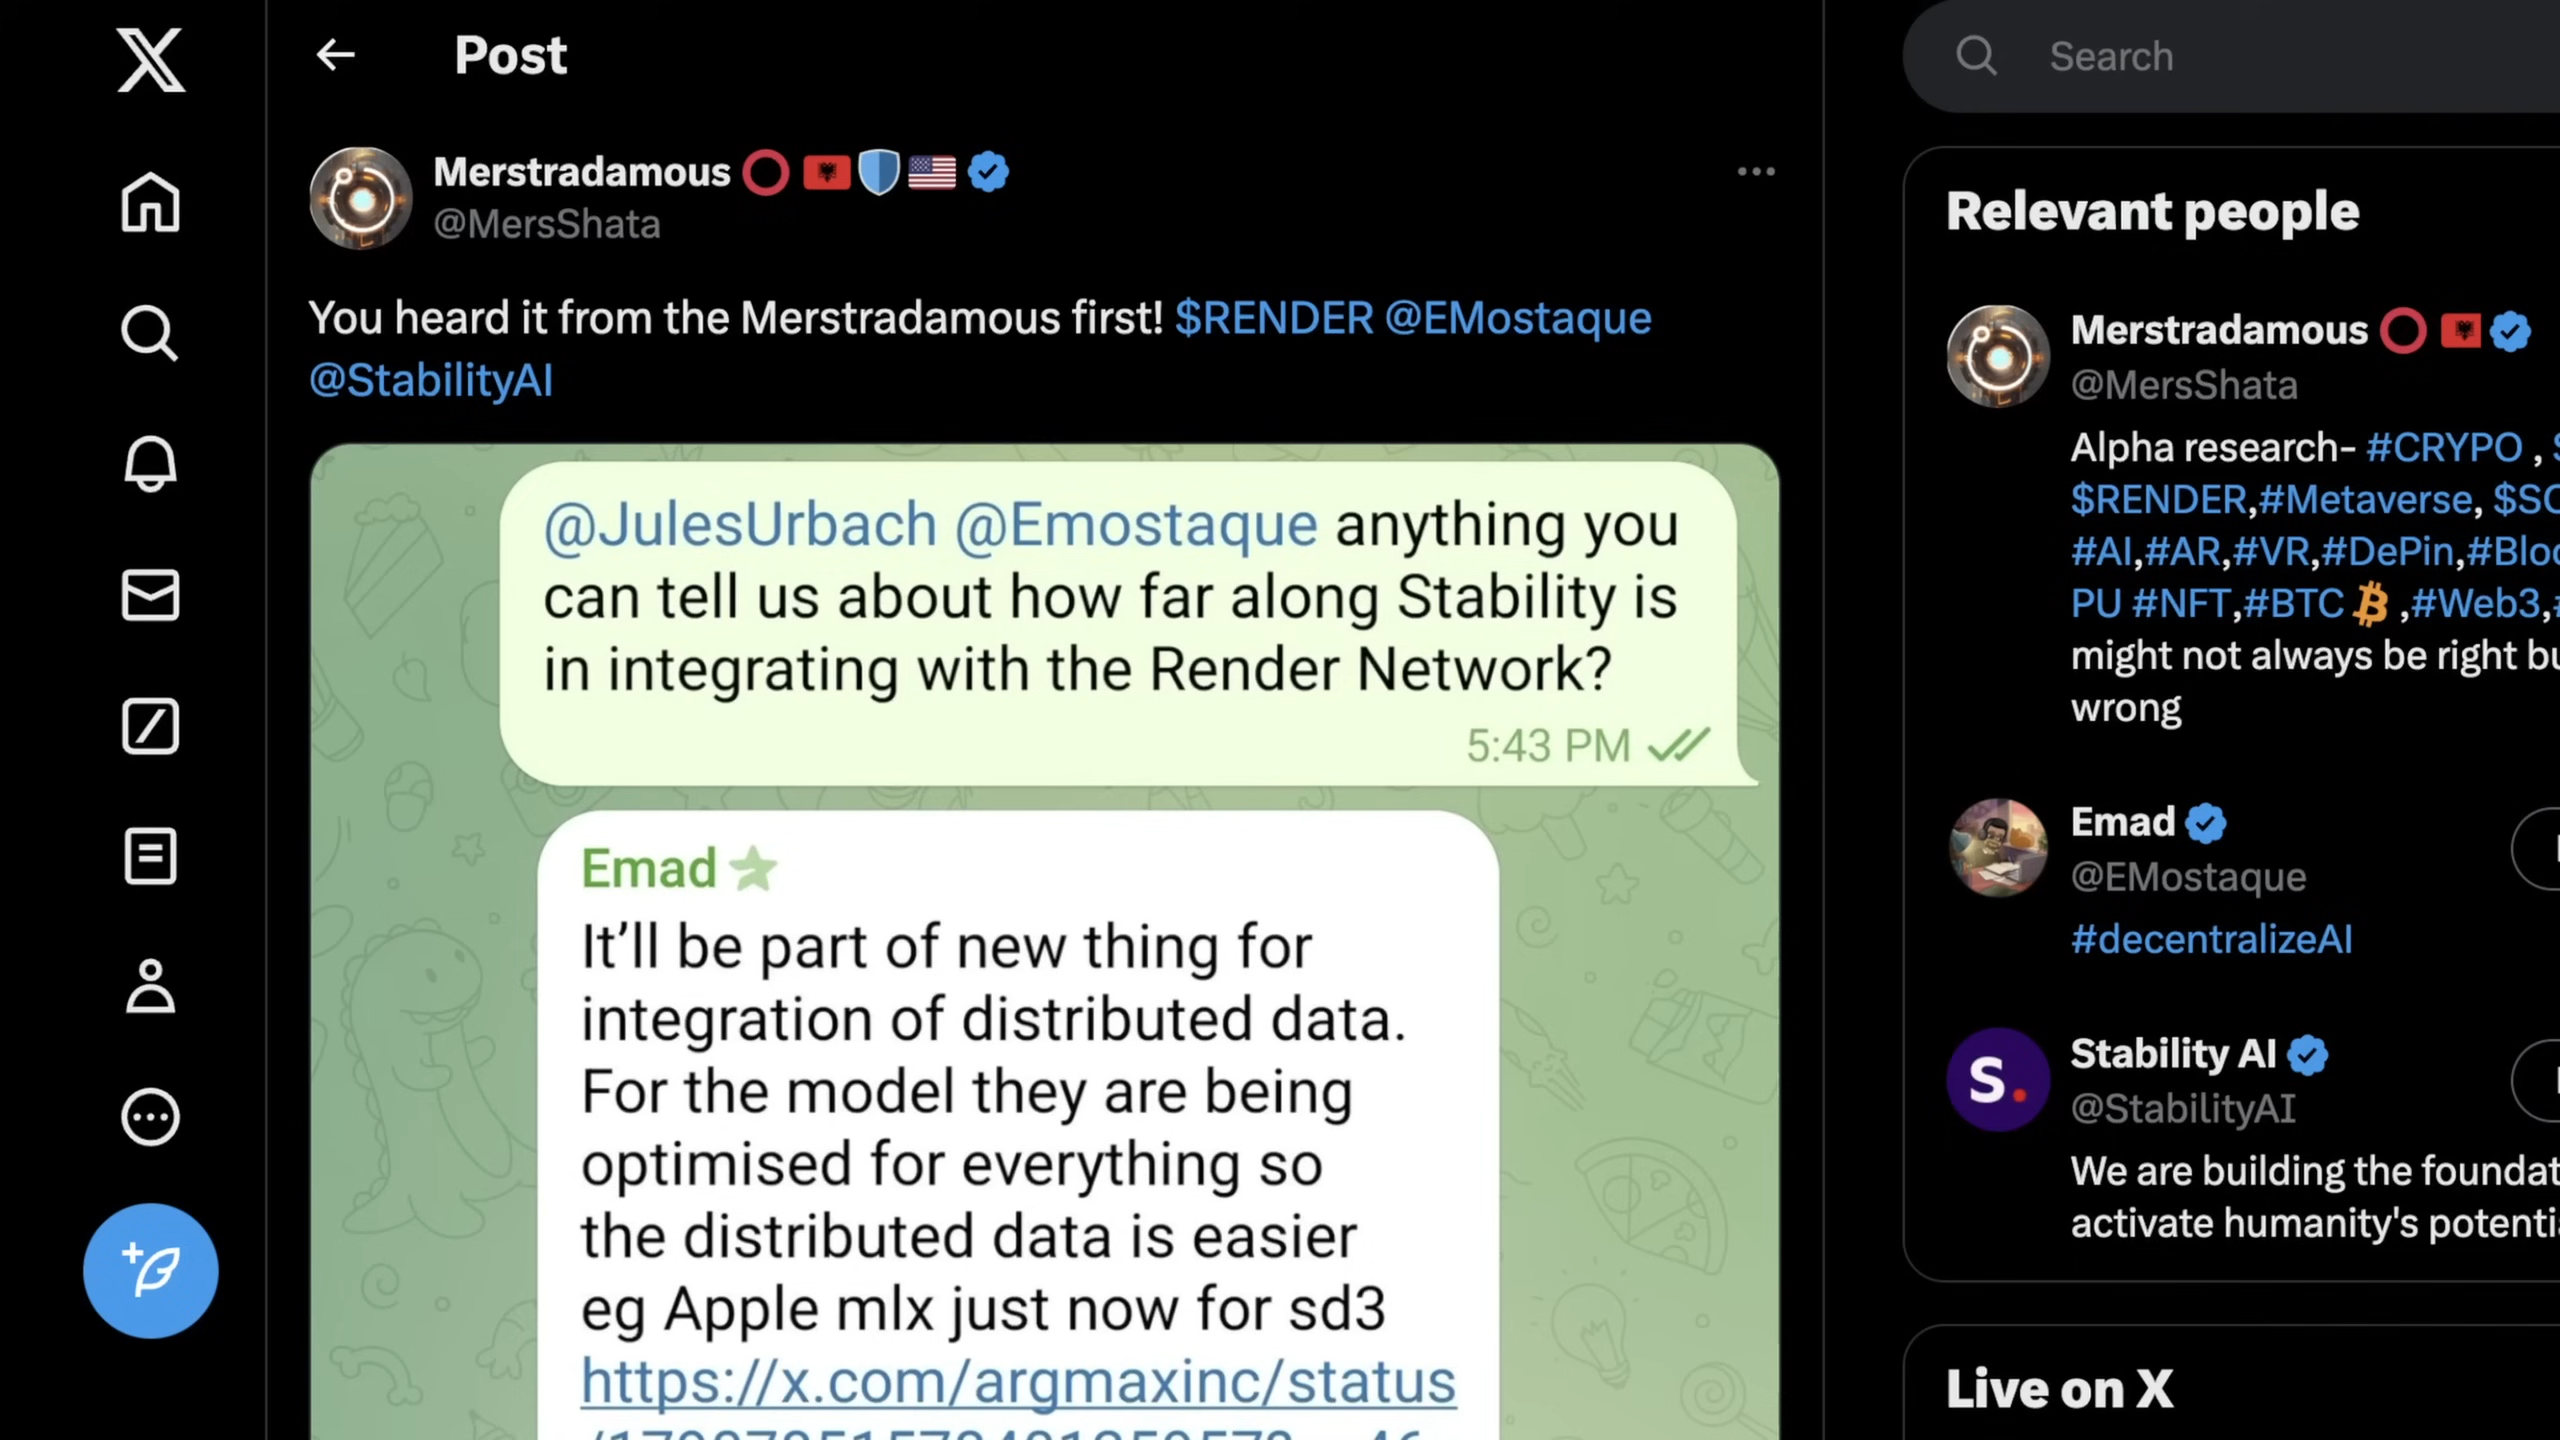 Post
Merstradamous
@MersShata
You heard it from the Merstradamous first! $RENDER @EMostaque
@StabilityAI
@JulesUrbach @Emostaque anything you
can tell us about how far along Stability is
in integrating with the Render Network?
5:43 PM
Emad
It’ll be part of new thing for
integration of distributed data.
For the model they are being
optimised for everything so
the distributed data is easier
eg Apple mlx just now for sd3
https://x.com/argmaxinc/status
Search
Relevant people
Merstradamous
@MersShata
Alpha research- #CRYPO ,
$RENDER,#Metaverse, $SO
#AI,#AR,#VR,#DePin,#Bloc
PU #NFT,#BTC ,#Web3,
might not always be right bu
wrong
Emad
@EMostaque
#decentralizeAI
Stability AI
@StabilityAI
S.
We are building the foundat
activate humanity's potenti
Live on X